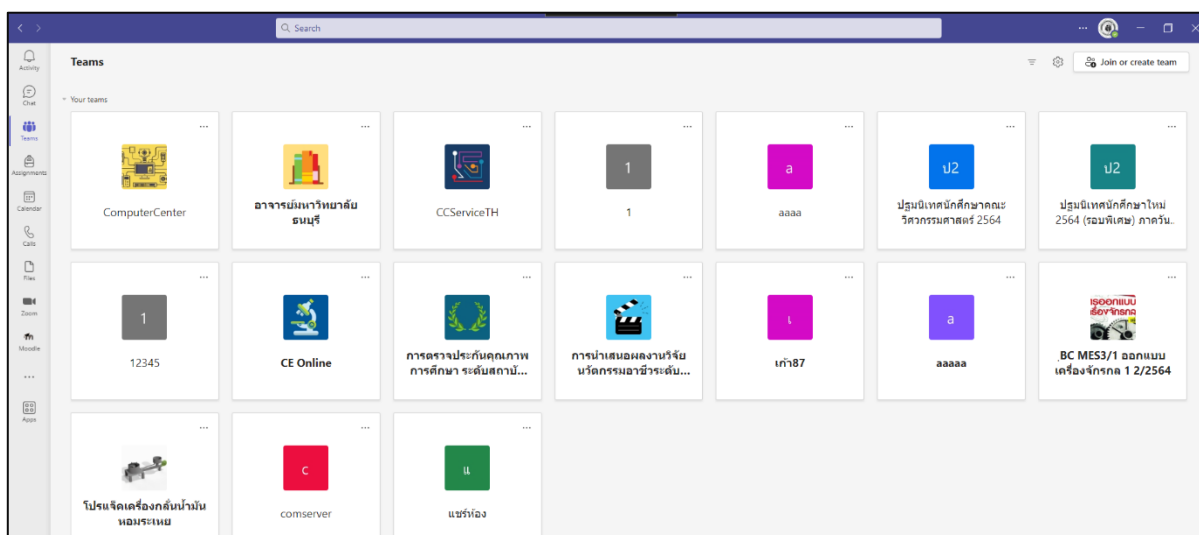 Search
Activity
Chat
Teams
Assignments
Calendar
Calls
Files
Zoom
Moodle
Apps
Teams
Join or create team
Your teams
ComputerCenter
อาจารย์มหาวิทาลัย
ธนบุรี
CCServiceTH
1
1
a
aaaa
ป2
ปฐมนิเทศนักศึกษาคณะ
วิศวกรรมศาสตร์ 2564
ป2
ปฐมนิเทศนักศึกษาใหม่
2564 (รอบพิเศษ) ภาควัน..
1
12345
CE Online
การตรวจประกันคุณภาพ
การศึกษา ระดับสถาบั...
การนำเสนอผลงานวิจัย
นวัตกรรมอาชีวระดับ...
เ
เก้า87
a
aaaaa
BC MES3/1 ออกแบบ
เครื่องจักรกล 1 2/2564
โปรเจ็คเครื่องกลั่นน้ำมัน
หอมระเหย
C
comserver
แ
แชร์ห้อง